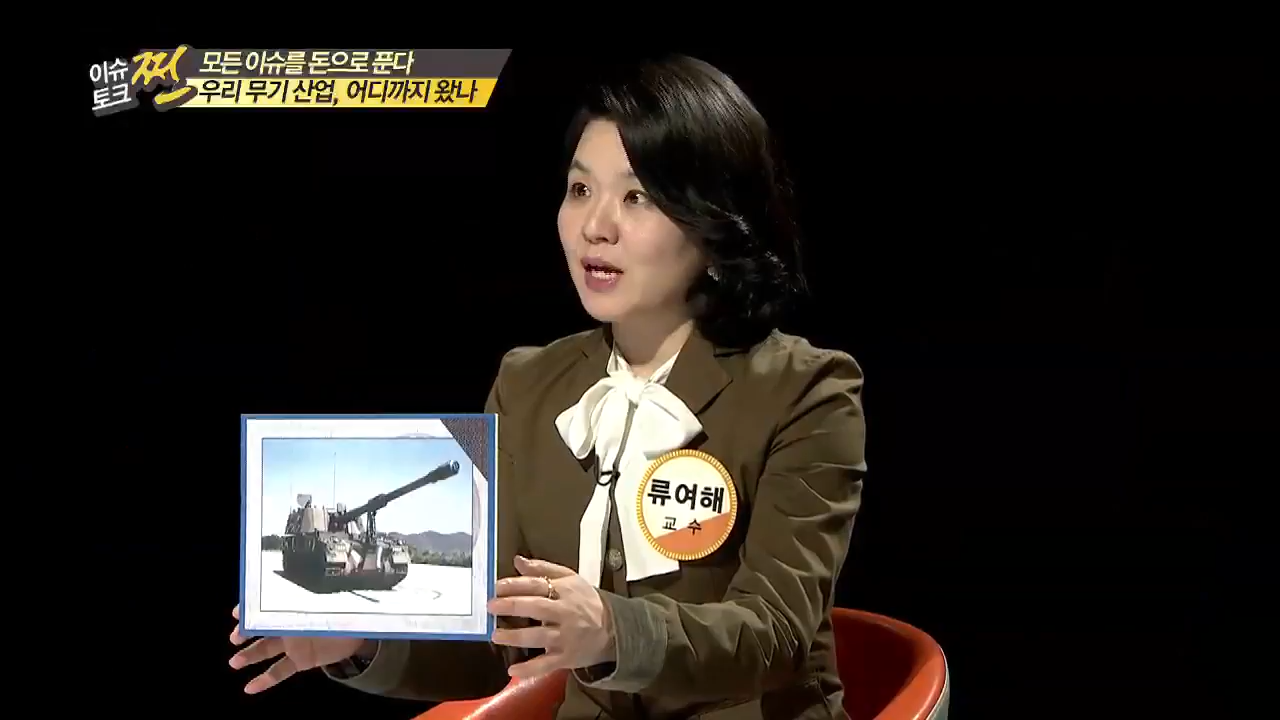 이슈
토크
쩐
모든 이슈를 돈으로 푼다
우리 무기 산업, 어디까지 왔나
류여해
교수